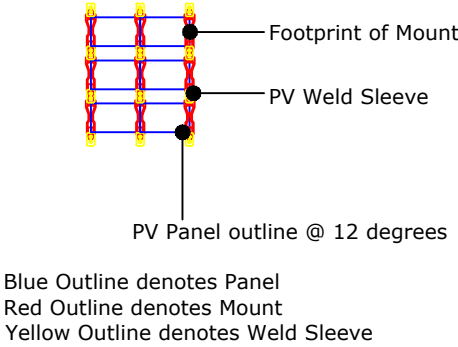 Footprint of Mount
PV Weld Sleeve
PV Panel outline @ 12 degrees
Blue Outline denotes Panel
Red Outline denotes Mount
Yellow Outline denotes Weld Sleeve